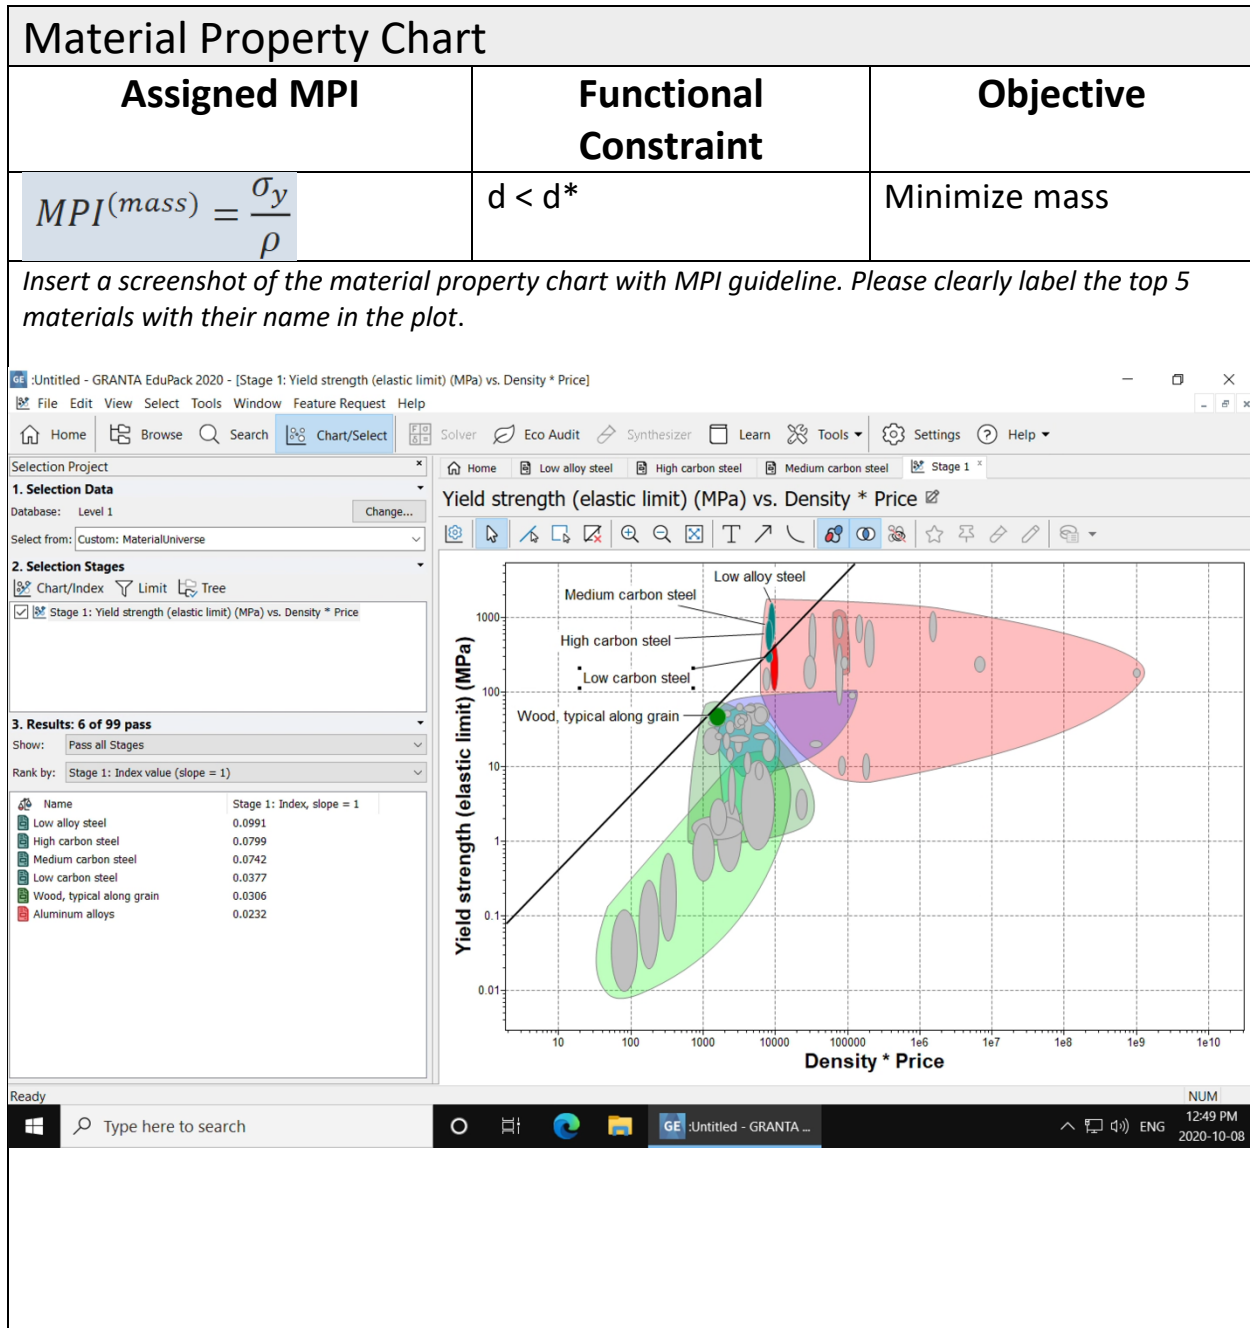 Material Property Chart
Assigned MPI
Functional Constraint
Objective
MPI^(mass) = σ_y / ρ
d < d*
Minimize mass
Insert a screenshot of the material property chart with MPI guideline. Please clearly label the top 5
materials with their name in the plot.
GE :Untitled - GRANTA EduPack 2020 - [Stage 1: Yield strength (elastic limit) (MPa) vs. Density * Price]
File Edit View Select Tools Window Feature Request Help
Home Browse Search Chart/Select Solver Eco Audit Synthesizer Learn Tools Settings Help
Selection Project
Home Low alloy steel High carbon steel Medium carbon steel Stage 1
1. Selection Data
Database: Level 1 Change...
Select from: Custom: MaterialUniverse
2. Selection Stages
Chart/Index Limit Tree
Stage 1: Yield strength (elastic limit) (MPa) vs. Density * Price
3. Results: 6 of 99 pass
Show: Pass all Stages
Rank by: Stage 1: Index value (slope = 1)
Name Stage 1: Index, slope = 1
Low alloy steel 0.0991
High carbon steel 0.0799
Medium carbon steel 0.0742
Low carbon steel 0.0377
Wood, typical along grain 0.0306
Aluminum alloys 0.0232
Yield strength (elastic limit) (MPa) vs. Density * Price
Low alloy steel
Medium carbon steel
High carbon steel
Low carbon steel
Wood, typical along grain
Yield strength (elastic limit) (MPa)
1000
100
10
1
0.1
0.01
10 100 1000 10000 100000 1e6 1e7 1e8 1e9 1e10
Density * Price
Ready
NUM
Type here to search
GE :Untitled - GRANTA ...
ENG
12:49 PM
2020-10-08